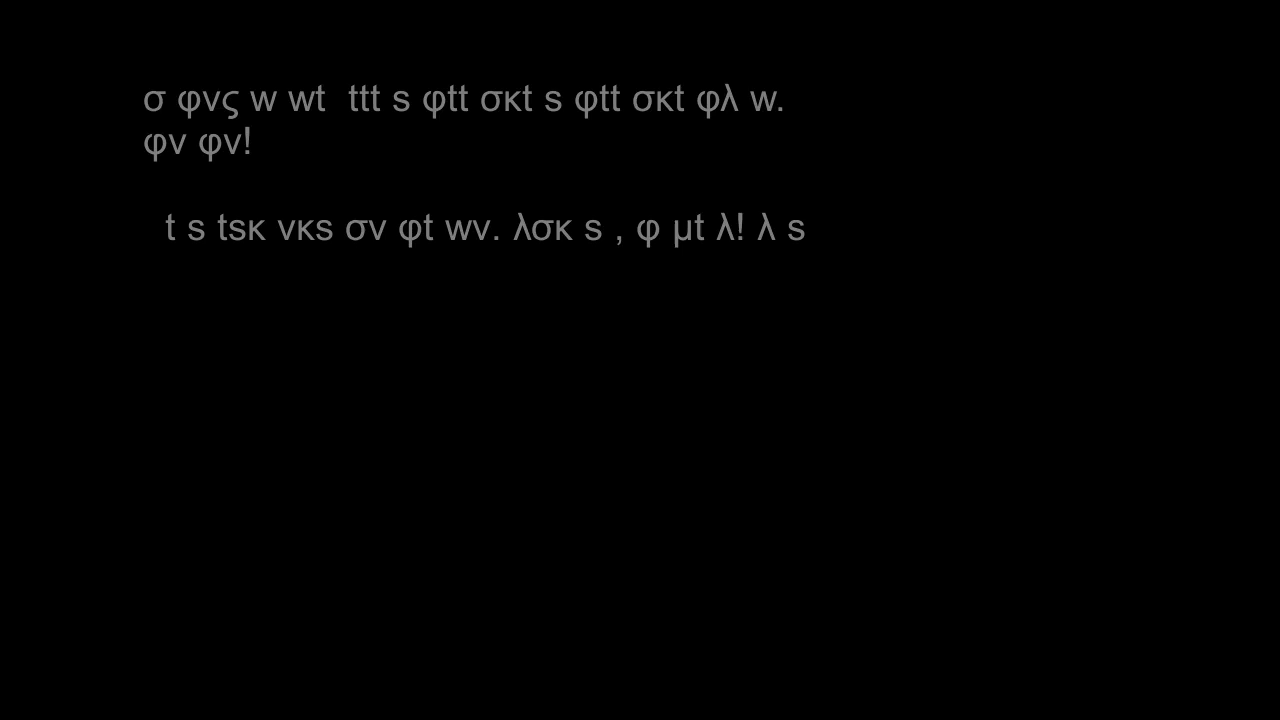 σ φνς w wt  ttt s φtt σκt s φtt σκt φλ w.
φν φν!
t s tsκ νκs σν φt wν. λσκ s , φ μt λ! λ s